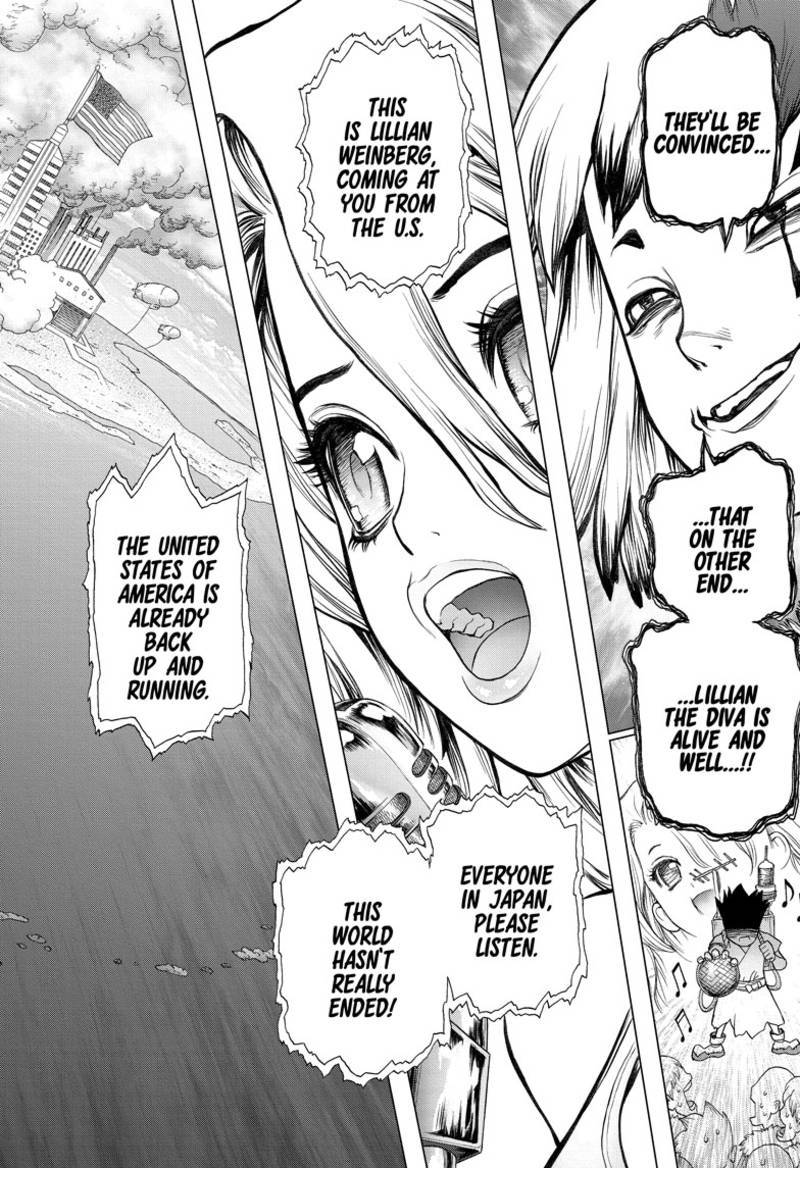 THEY'LL BE
CONVINCED...
...THAT
ON THE
OTHER
END...
...LILLIAN
THE DIVA IS
ALIVE AND
WELL...!!
THIS
IS LILLIAN
WEINBERG,
COMING AT
YOU FROM
THE U.S.
EVERYONE
IN JAPAN,
PLEASE
LISTEN.
THIS
WORLD
HASN'T
REALLY
ENDED!
THE UNITED
STATES OF
AMERICA IS
ALREADY
BACK
UP AND
RUNNING.